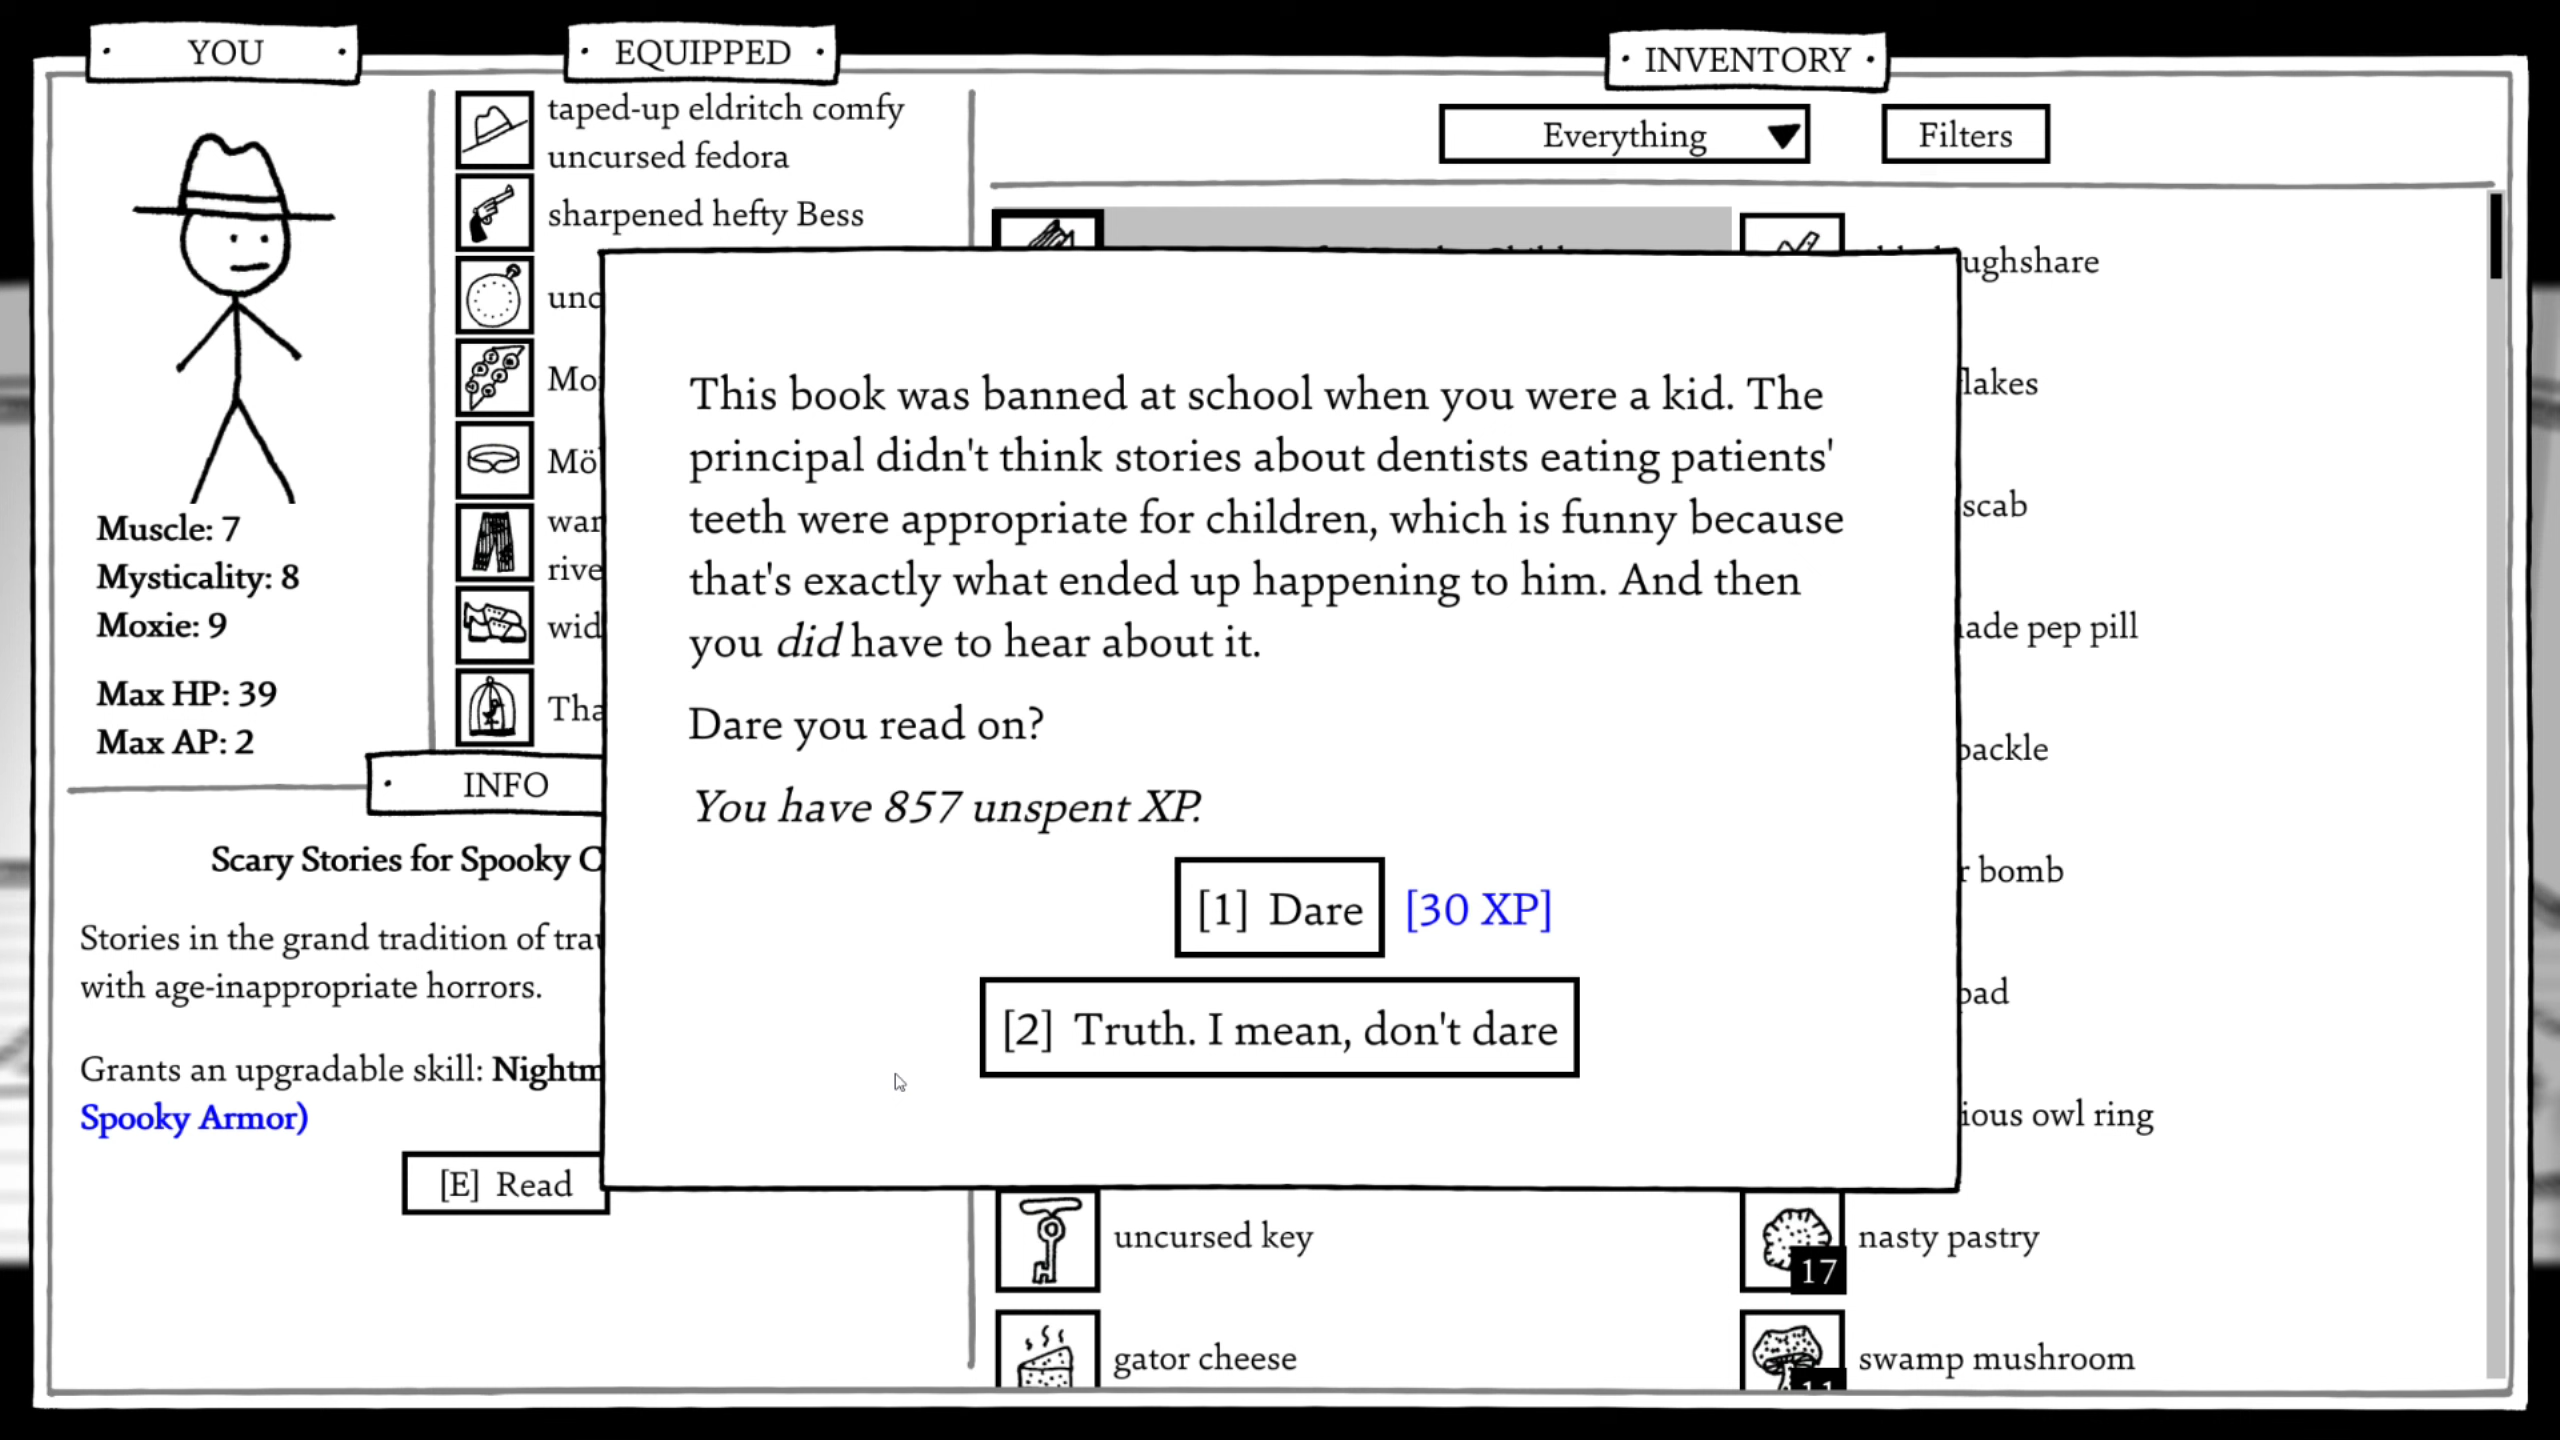 YOU
EQUIPPED
INVENTORY
taped-up eldritch comfy
uncursed fedora
sharpened hefty Bess
Everything
Filters
Muscle: 7
Mysticality: 8
Moxie: 9
Max HP: 39
Max AP: 2
INFO
Scary Stories for Spooky
Stories in the grand tradition of
with age-inappropriate horrors.
Grants an upgradable skill:
Spooky Armor)
[E] Read
This book was banned at school when you were a kid. The
principal didn't think stories about dentists eating patients'
teeth were appropriate for children, which is funny because
that's exactly what ended up happening to him. And then
you did have to hear about it.
Dare you read on?
You have 857 unspent XP.
[1] Dare [30 XP]
[2] Truth. I mean, don't dare
ughshare
lakes
scab
ade pep pill
ackle
bomb
ad
ious owl ring
uncursed key
nasty pastry
17
gator cheese
swamp mushroom